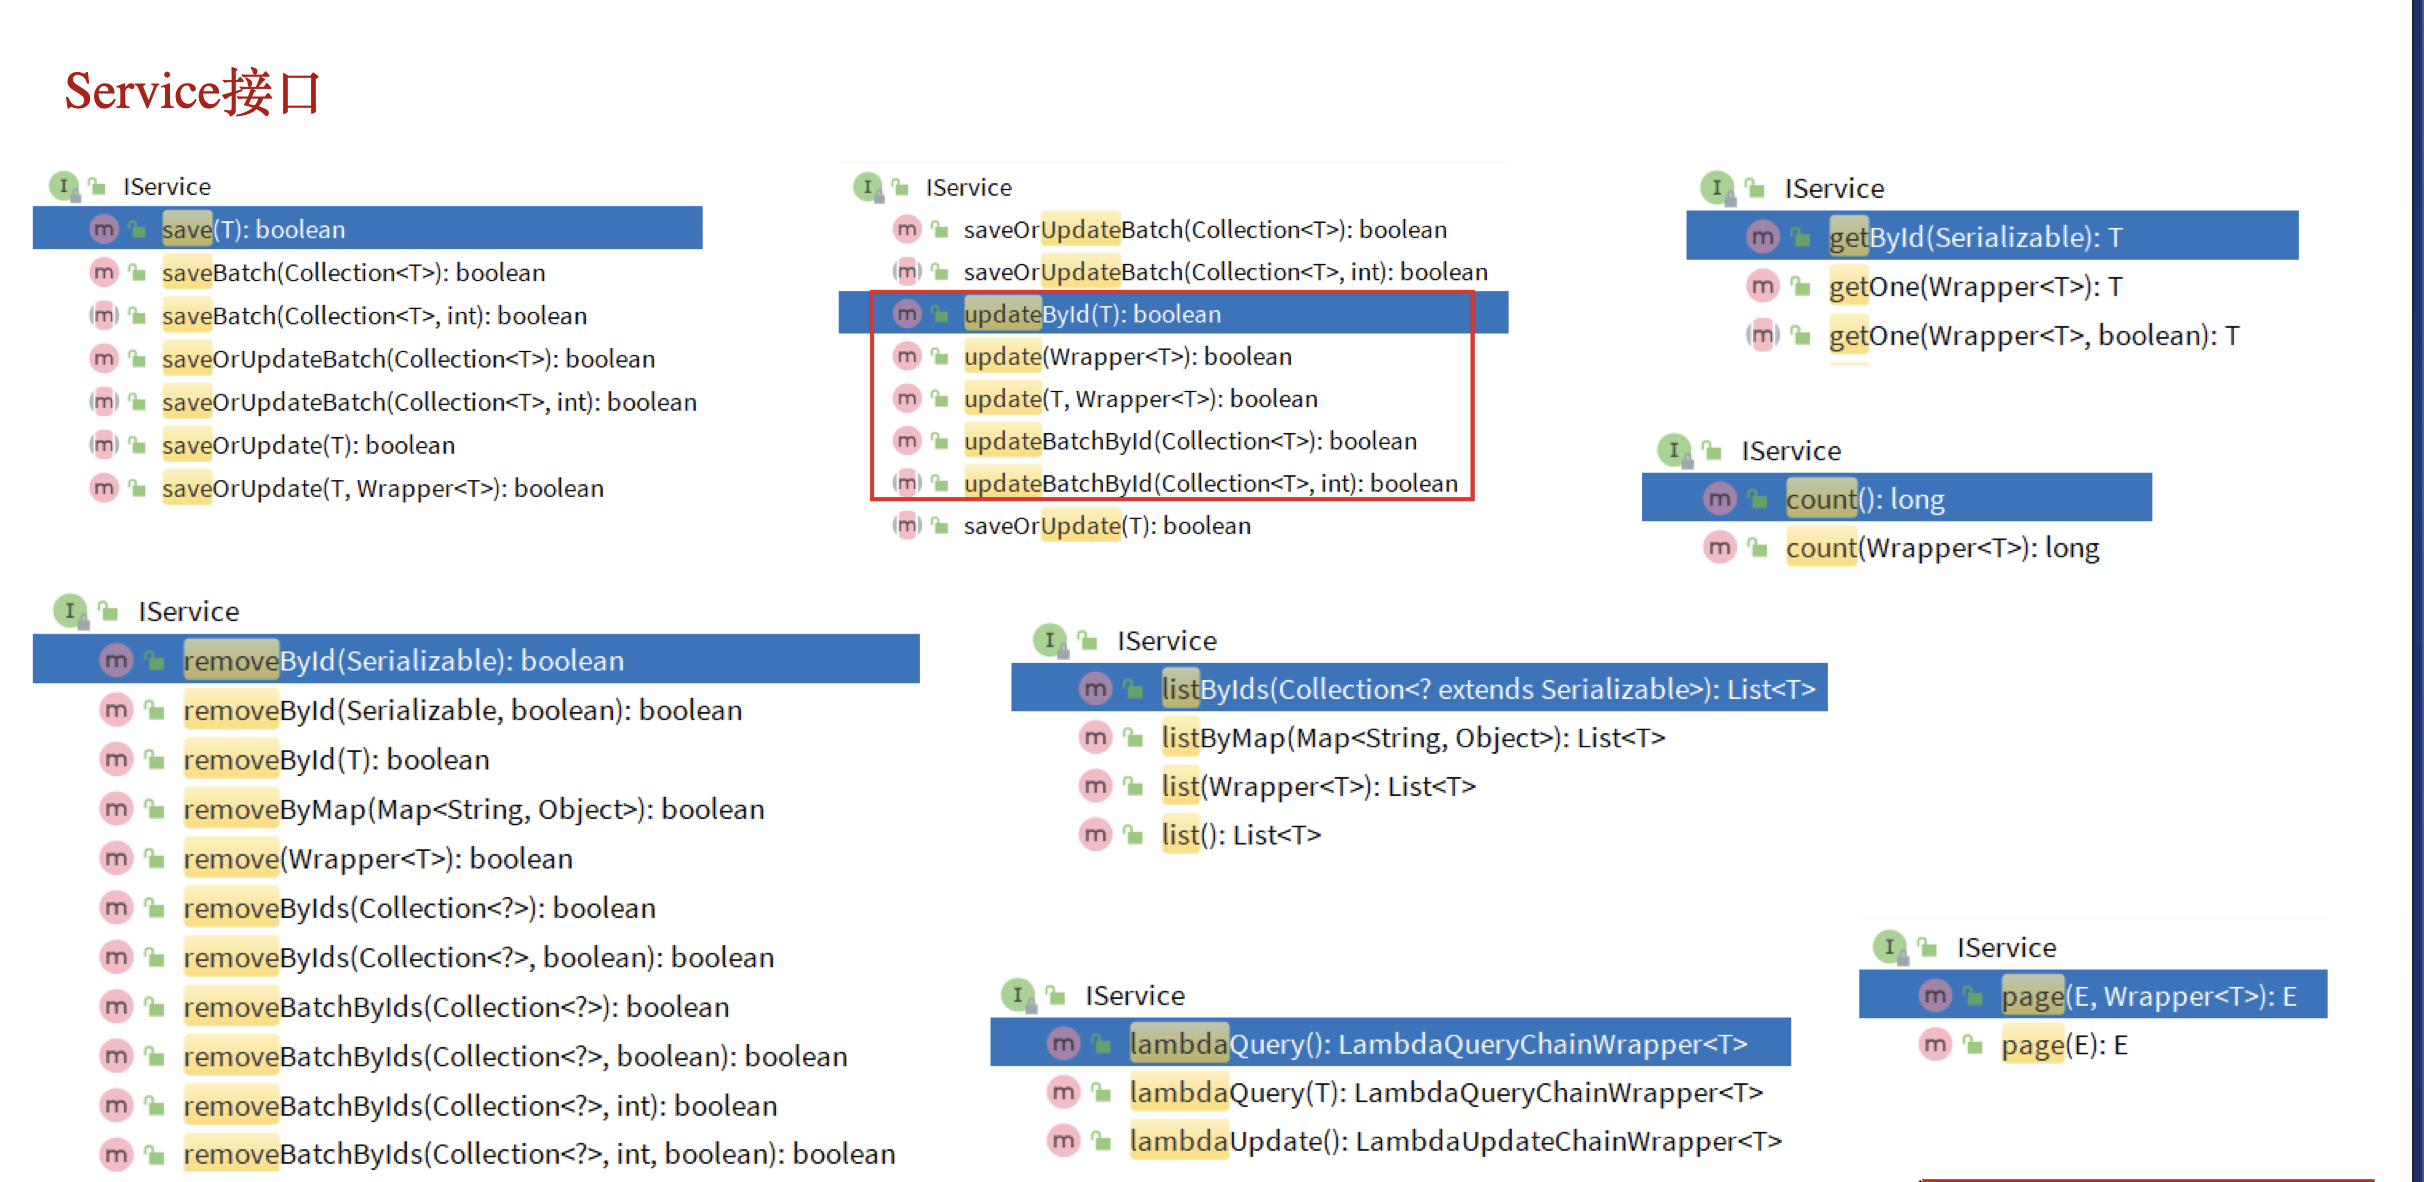 Service接口
IService
save(T): boolean
saveBatch(Collection<T>): boolean
saveBatch(Collection<T>, int): boolean
saveOrUpdateBatch(Collection<T>): boolean
saveOrUpdateBatch(Collection<T>, int): boolean
saveOrUpdate(T): boolean
saveOrUpdate(T, Wrapper<T>): boolean
IService
saveOrUpdateBatch(Collection<T>): boolean
saveOrUpdateBatch(Collection<T>, int): boolean
updateById(T): boolean
update(Wrapper<T>): boolean
update(T, Wrapper<T>): boolean
updateBatchById(Collection<T>): boolean
updateBatchById(Collection<T>, int): boolean
saveOrUpdate(T): boolean
IService
getById(Serializable): T
getOne(Wrapper<T>): T
getOne(Wrapper<T>, boolean): T
IService
count(): long
count(Wrapper<T>): long
IService
removeById(Serializable): boolean
removeById(Serializable, boolean): boolean
removeById(T): boolean
removeByMap(Map<String, Object>): boolean
remove(Wrapper<T>): boolean
removeByIds(Collection<?>): boolean
removeByIds(Collection<?>, boolean): boolean
removeBatchByIds(Collection<?>): boolean
removeBatchByIds(Collection<?>, boolean): boolean
removeBatchByIds(Collection<?>, int): boolean
removeBatchByIds(Collection<?>, int, boolean): boolean
IService
listByIds(Collection<? extends Serializable>): List<T>
listByMap(Map<String, Object>): List<T>
list(Wrapper<T>): List<T>
list(): List<T>
IService
lambdaQuery(): LambdaQueryChainWrapper<T>
lambdaQuery(T): LambdaQueryChainWrapper<T>
lambdaUpdate(): LambdaUpdateChainWrapper<T>
IService
page(E, Wrapper<T>): E
page(E): E